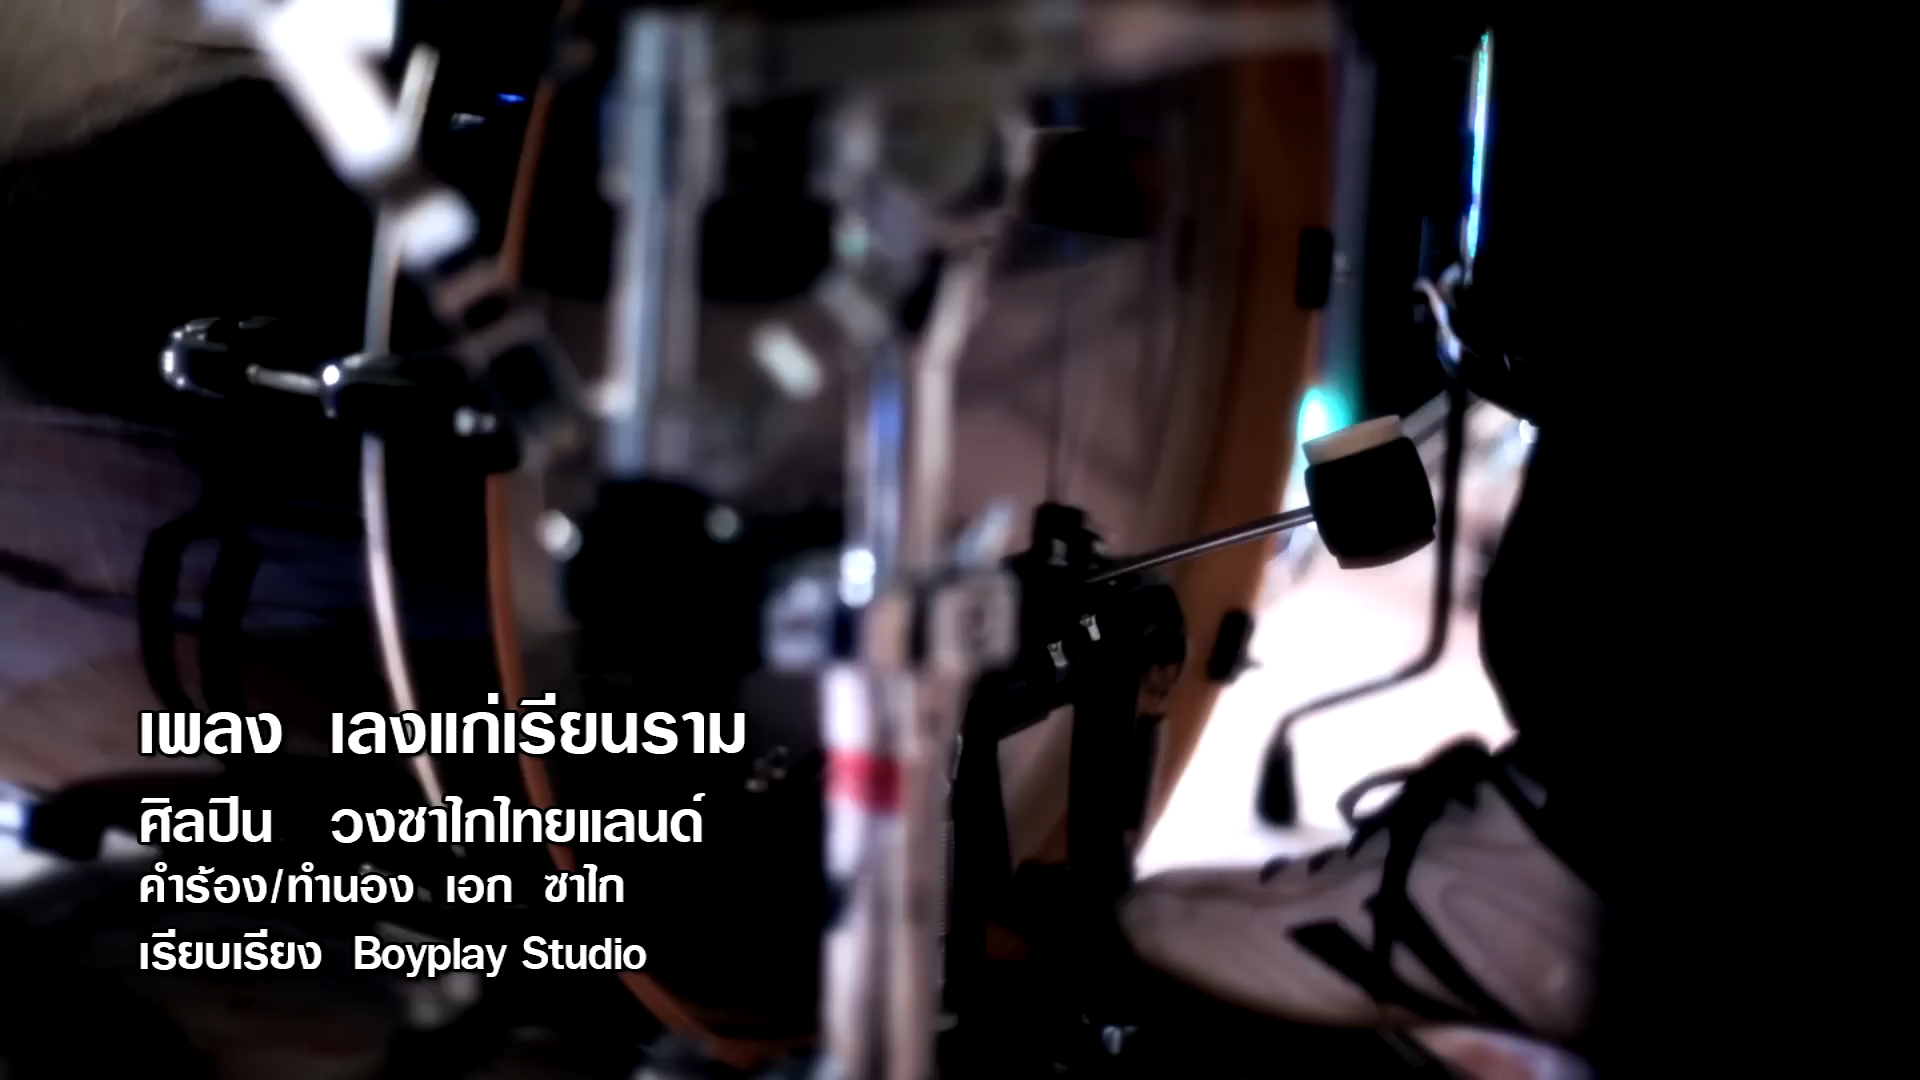 เพลง เลงแก่เรียนราม
ศิลปิน วงซาไกไทยแลนด์
คำร้อง/ทำนอง เอก ซาไก
เรียบเรียง Boyplay Studio